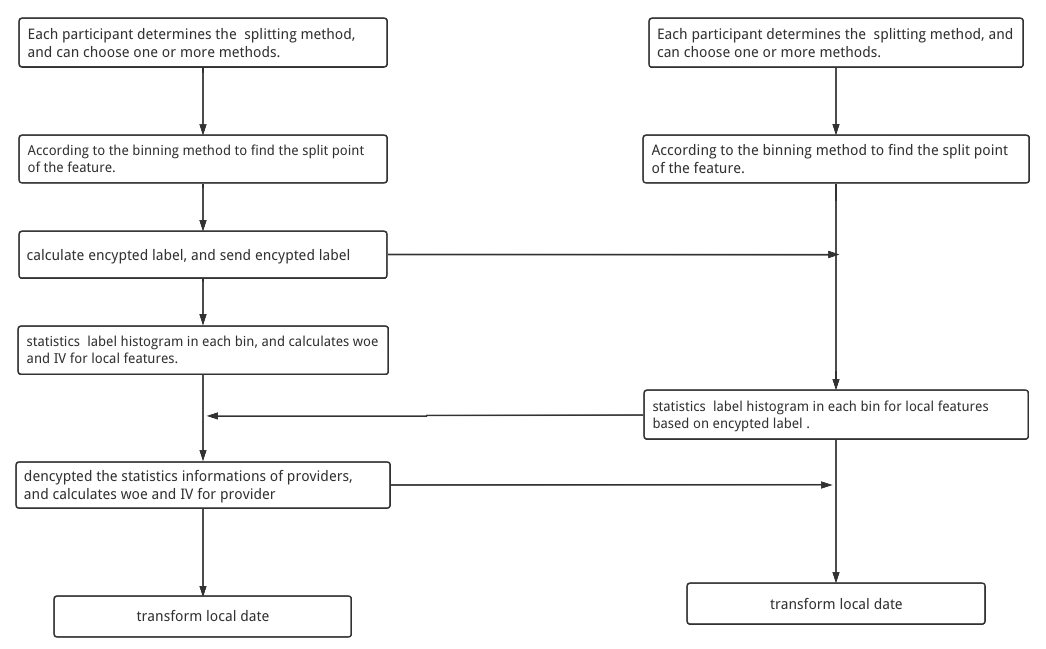 Each participant determines the  splitting method,
and can choose one or more methods.
Each participant determines the  splitting method, and
can choose one or more methods.
According to the binning method to find the split point
of the feature.
According to the binning method to find the split point
of the feature.
calculate encypted label, and send encypted label
statistics  label histogram in each bin, and calculates woe
and IV for local features.
statistics  label histogram in each bin for local features
based on encypted label .
dencypted the statistics informations of providers,
and calculates woe and IV for provider
transform local date
transform local date